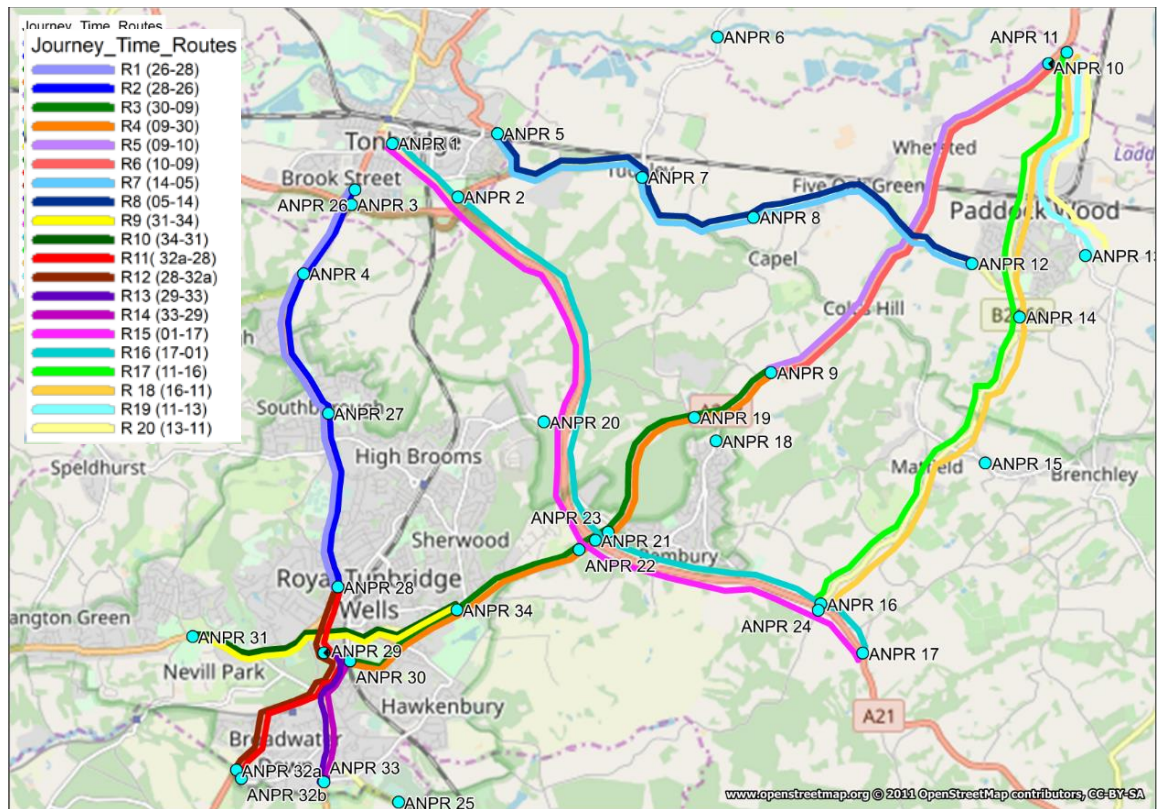 Journey_Time_Routes
Journey_Time_Routes
R1 (26-28)
R2 (28-26)
R3 (30-09)
R4 (09-30)
R5 (09-10)
R6 (10-09)
R7 (14-05)
R8 (05-14)
R9 (31-34)
R10 (34-31)
R11( 32a-28)
R12 (28-32a)
R13 (29-33)
R14 (33-29)
R15 (01-17)
R16 (17-01)
R17 (11-16)
R 18 (16-11)
R19 (11-13)
R 20 (13-11)
ANPR 6
ANPR 11
ANPR 10
ANPR 5
ANPR 1
Whetsted
Brook Street
ANPR 7
Five Oak Green
ANPR 26
ANPR 3
ANPR 2
ANPR 8
Paddock Wood
Capel
ANPR 12
ANPR 13
ANPR 4
Colts Hill
ANPR 14
ANPR 9
Southborough
ANPR 27
ANPR 20
ANPR 19
ANPR 18
Speldhurst
High Brooms
Matfield
ANPR 15
Brenchley
ANPR 23
Sherwood
ANPR 21
Pembury
ANPR 22
Royal Tunbridge
Wells
ANPR 28
ANPR 34
ANPR 16
ANPR 24
angton Green
ANPR 31
ANPR 29
ANPR 17
Nevill Park
ANPR 30
Hawkenbury
A21
Broadwater
Down
ANPR 32a
ANPR 33
ANPR 32b
ANPR 25
www.openstreetmap.org © 2011 OpenStreetMap contributors, CC-BY-SA